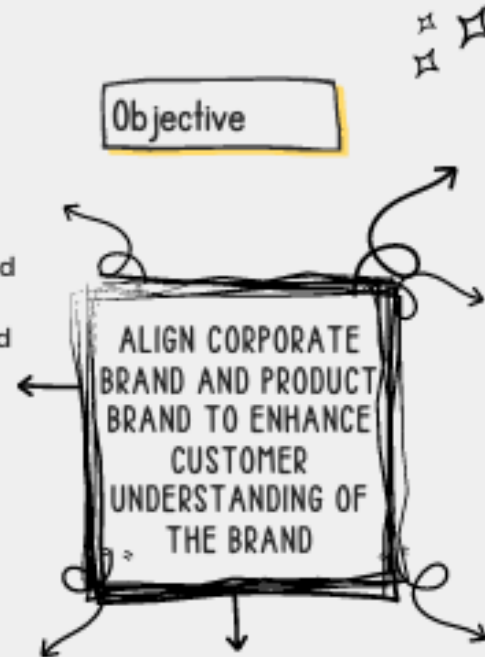 Objective
d
d
ALIGN CORPORATE
BRAND AND PRODUCT
BRAND TO ENHANCE
CUSTOMER
UNDERSTANDING OF
THE BRAND